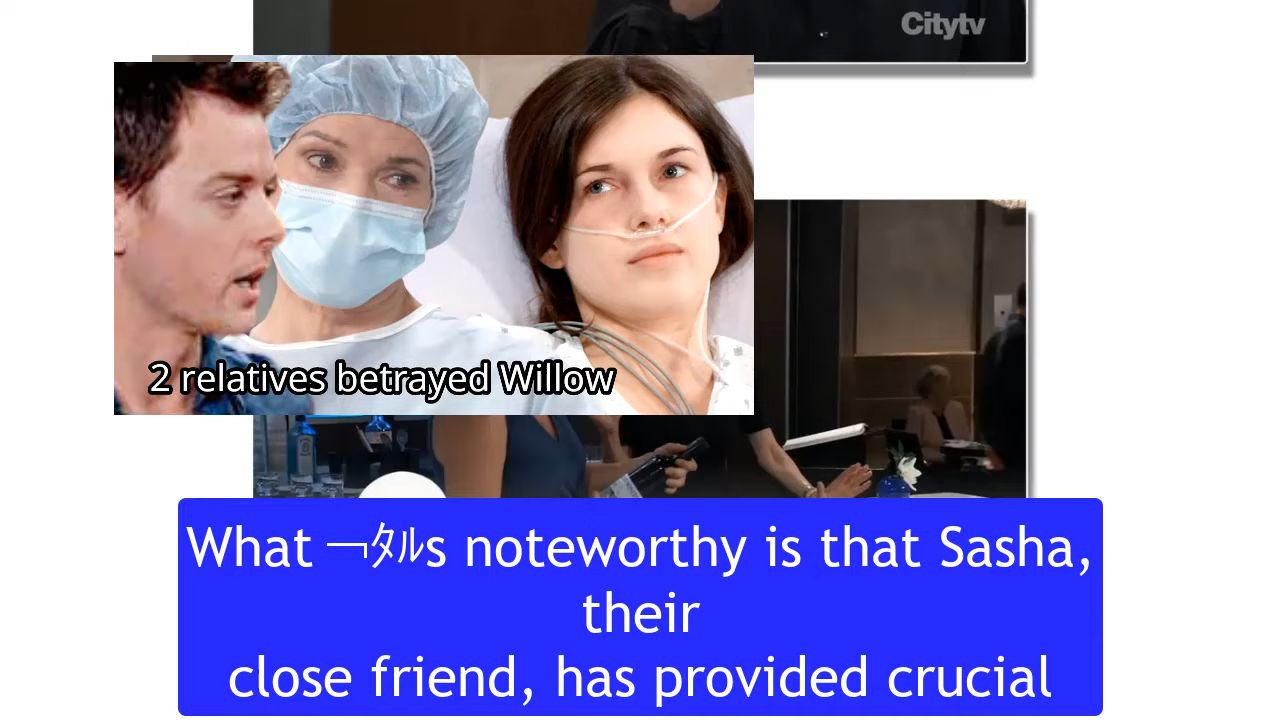 Citytv
2 relatives betrayed Willow
What ﾢﾀﾙs noteworthy is that Sasha,
their
close friend, has provided crucial